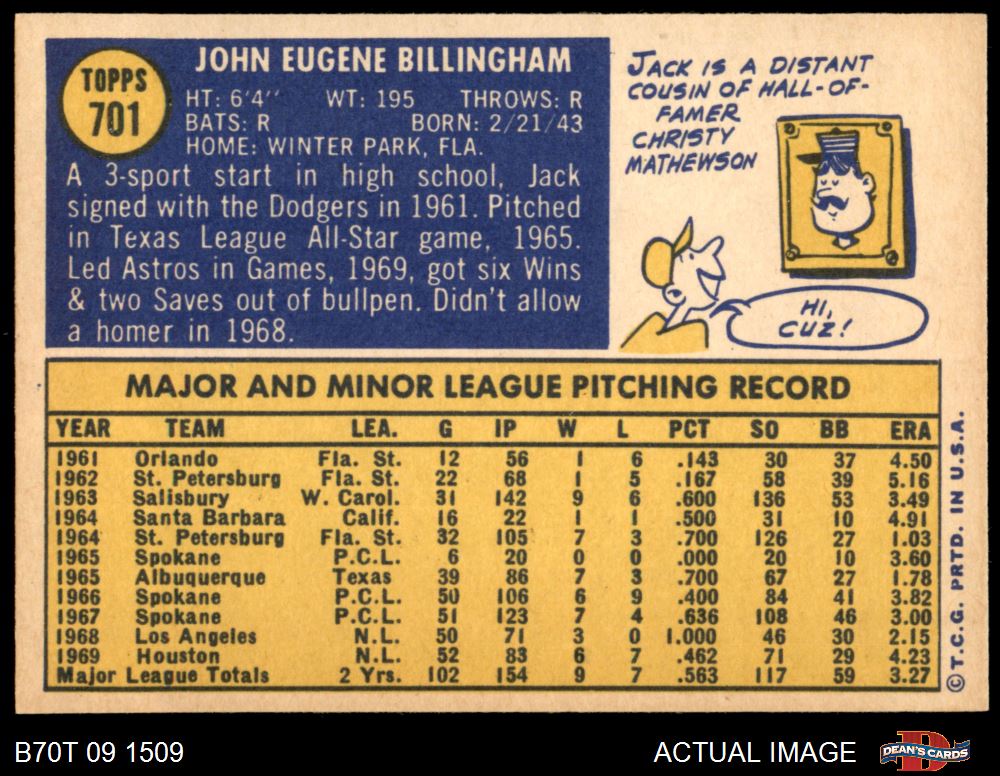 TOPPS
701
JOHN EUGENE BILLINGHAM
HT: 6'4'' WT: 195 THROWS: R
BATS: R BORN: 2/21/43
HOME: WINTER PARK, FLA.
A 3-sport start in high school, Jack
signed with the Dodgers in 1961. Pitched
in Texas League All-Star game, 1965.
Led Astros in Games, 1969, got six Wins
& two Saves out of bullpen. Didn't allow
a homer in 1968.
JACK IS A DISTANT
COUSIN OF HALL-OF-
FAMER
CHRISTY
MATHEWSON
HI,
CUZ!
MAJOR AND MINOR LEAGUE PITCHING RECORD
YEAR TEAM LEA. G IP W L PCT SO BB ERA
1961 Orlando Fla. St. 12 56 1 6 .143 30 37 4.50
1962 St. Petersburg Fla. St. 22 68 1 5 .167 58 39 5.16
1963 Salisbury W. Carol. 31 142 9 6 .600 136 53 3.49
1964 Santa Barbara Calif. 16 22 1 1 .500 31 10 4.91
1964 St. Petersburg Fla. St. 32 105 7 3 .700 126 27 1.03
1965 Spokane P.C.L. 6 20 0 0 .000 20 10 3.60
1965 Albuquerque Texas 39 86 7 3 .700 67 27 1.78
1966 Spokane P.C.L. 50 106 6 9 .400 84 41 3.82
1967 Spokane P.C.L. 51 123 7 4 .636 108 46 3.00
1968 Los Angeles N.L. 50 71 3 0 1.000 46 30 2.15
1969 Houston N.L. 52 83 6 7 .462 71 29 4.23
Major League Totals 2 Yrs. 102 154 9 7 .563 117 59 3.27
© T.C.G. PRTD. IN U.S.A.
B70T 09 1509
ACTUAL IMAGE
D
DEAN'S CARDS